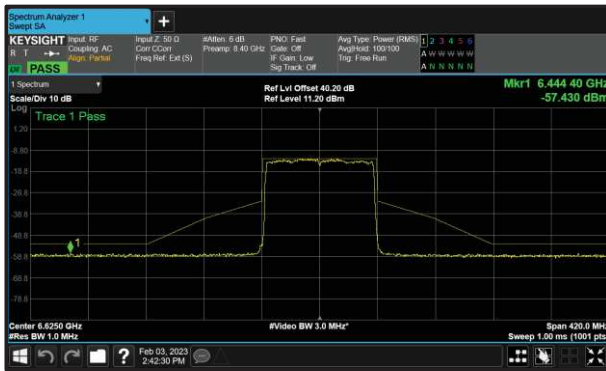 Spectrum Analyzer 1
Swept SA
+
KEYSIGHT
R T
PASS
Input: RF
Coupling: AC
Align: Partial
Input Z: 50 Ω
Corr CCorr
Freq Ref: Ext (S)
#Atten: 6 dB
Preamp: 8.40 GHz
PNO: Fast
Gate: Off
IF Gain: Low
Sig Track: Off
Avg Type: Power (RMS)
Avg|Hold: 100/100
Trig: Free Run
1 2 3 4 5 6
A W W W W W
A N N N N N
1 Spectrum
Scale/Div 10 dB
Ref Lvl Offset 40.20 dB
Ref Level 11.20 dBm
Mkr1 6.444 40 GHz
-57.430 dBm
Log
Trace 1 Pass
1.20
-8.80
-18.8
-28.8
-38.8
-48.8
-58.8
-68.8
-78.8
1
Center 6.6250 GHz
#Res BW 1.0 MHz
#Video BW 3.0 MHz*
Span 420.0 MHz
Sweep 1.00 ms (1001 pts)
?
Feb 03, 2023
2:42:30 PM